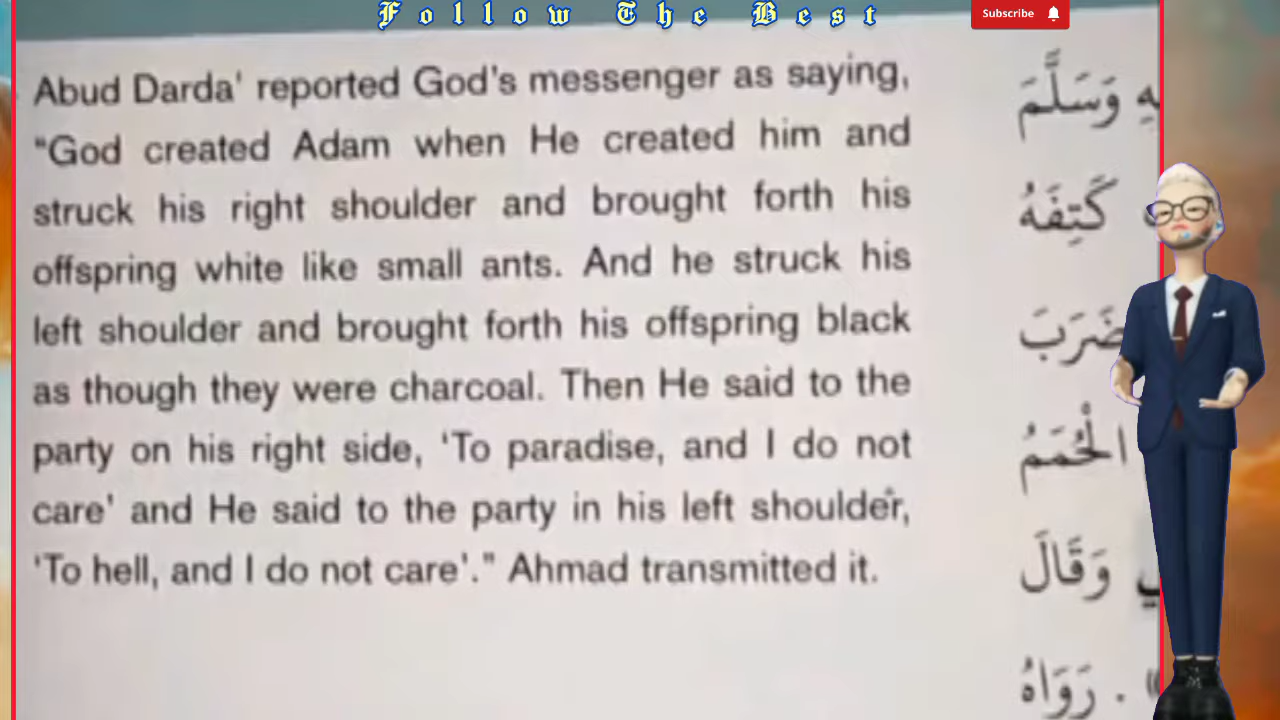 Follow The Best
Subscribe
Abud Darda' reported God's messenger as saying,
"God created Adam when He created him and
struck his right shoulder and brought forth his
offspring white like small ants. And he struck his
left shoulder and brought forth his offspring black
as though they were charcoal. Then He said to the
party on his right side, 'To paradise, and I do not
care' and He said to the party in his left shoulder,
'To hell, and I do not care'." Ahmad transmitted it.
وَسَلَّمَ
كَتِفَهُ
الْحُمَمُ
وَقَالَ
. رَوَاهُ